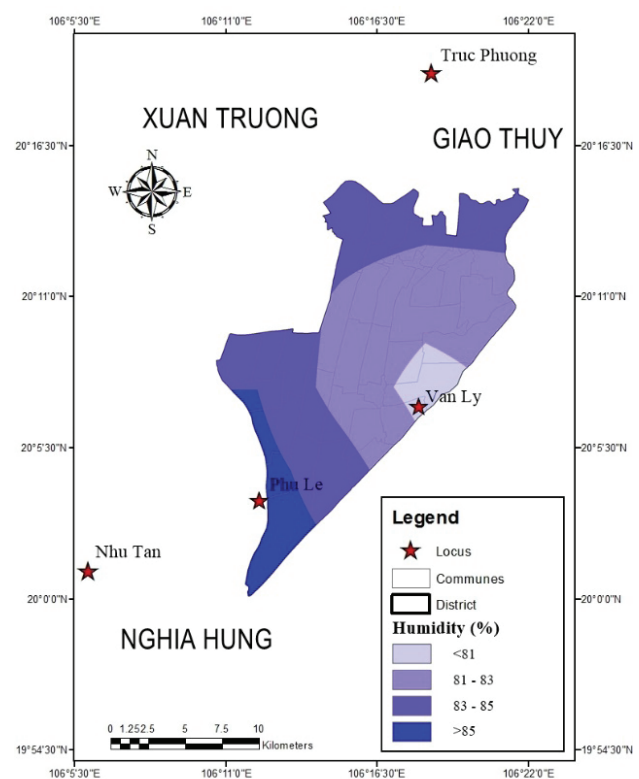 106°5'30"E 106°11'0"E 106°16'30"E 106°22'0"E
Truc Phuong
XUAN TRUONG
GIAO THUY
20°16'30"N 20°16'30"N
N
W E
S
20°11'0"N 20°11'0"N
Van Ly
20°5'30"N 20°5'30"N
Phu Le
Nhu Tan
20°0'0"N 20°0'0"N
NGHIA HUNG
Legend
Locus
Communes
District
Humidity (%)
<81
81 - 83
83 - 85
>85
0 1.252.5 5 7.5 10
Kilometers
19°54'30"N 19°54'30"N
106°5'30"E 106°11'0"E 106°16'30"E 106°22'0"E